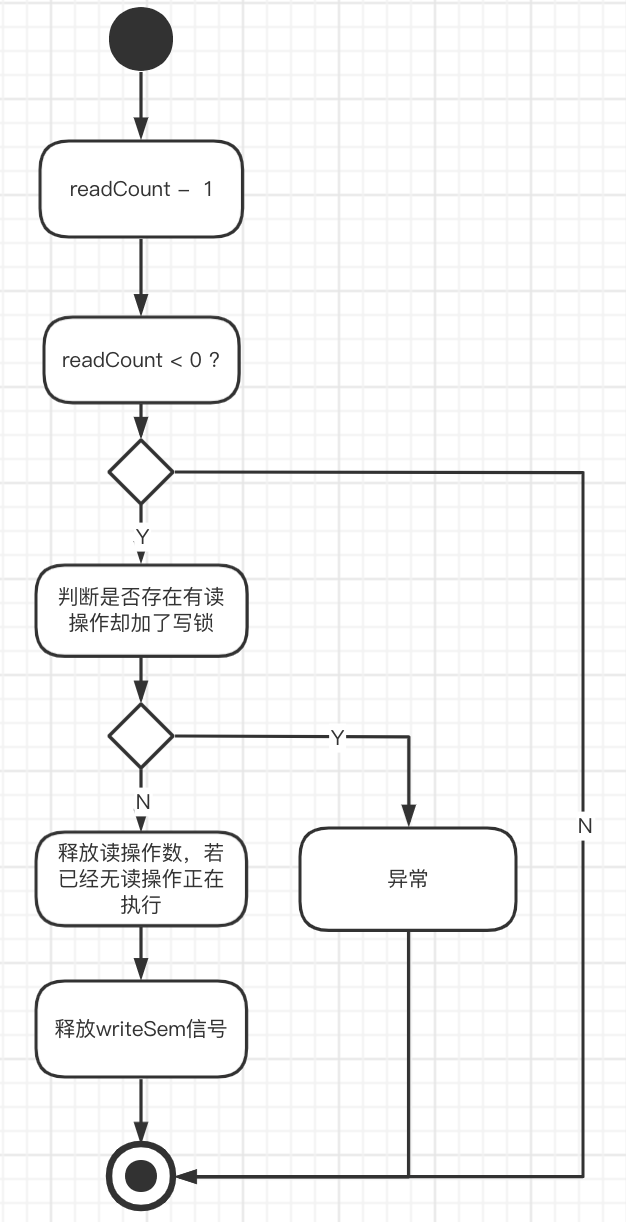 readCount - 1
readCount < 0 ?
Y
判断是否存在有读
操作却加了写锁
Y
N
N
释放读操作数，若
已经无读操作正在
执行
异常
释放writeSem信号